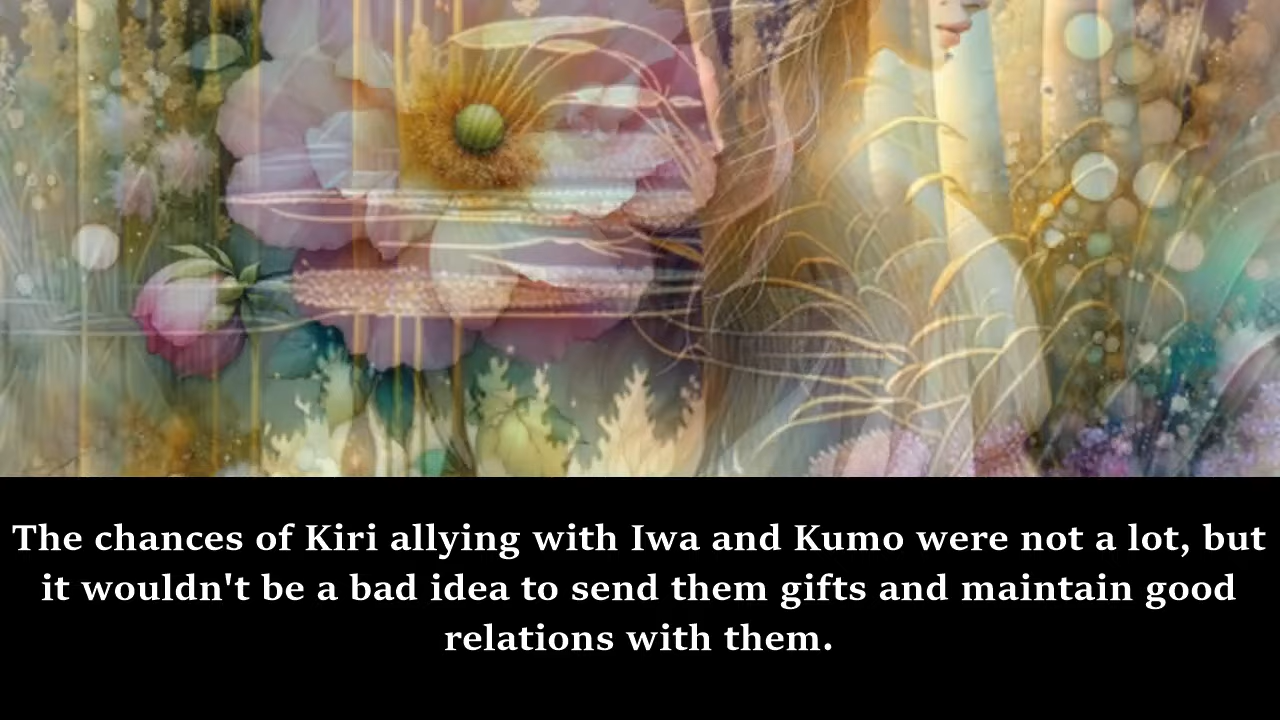 The chances of Kiri allying with Iwa and Kumo were not a lot, but
it wouldn't be a bad idea to send them gifts and maintain good
relations with them.